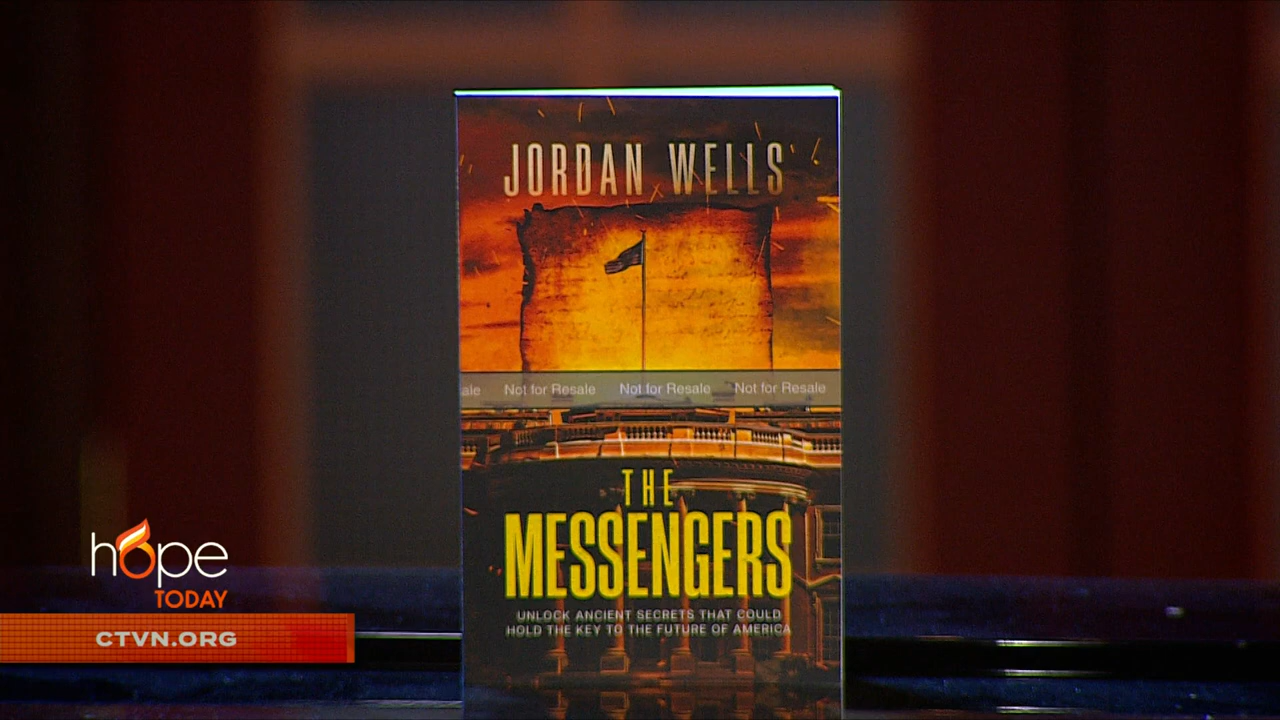 JORDAN WELLS
ale Not for Resale Not for Resale Not for Resale
THE
MESSENGERS
UNLOCK ANCIENT SECRETS THAT COULD
HOLD THE KEY TO THE FUTURE OF AMERICA
hope
TODAY
CTVN.ORG